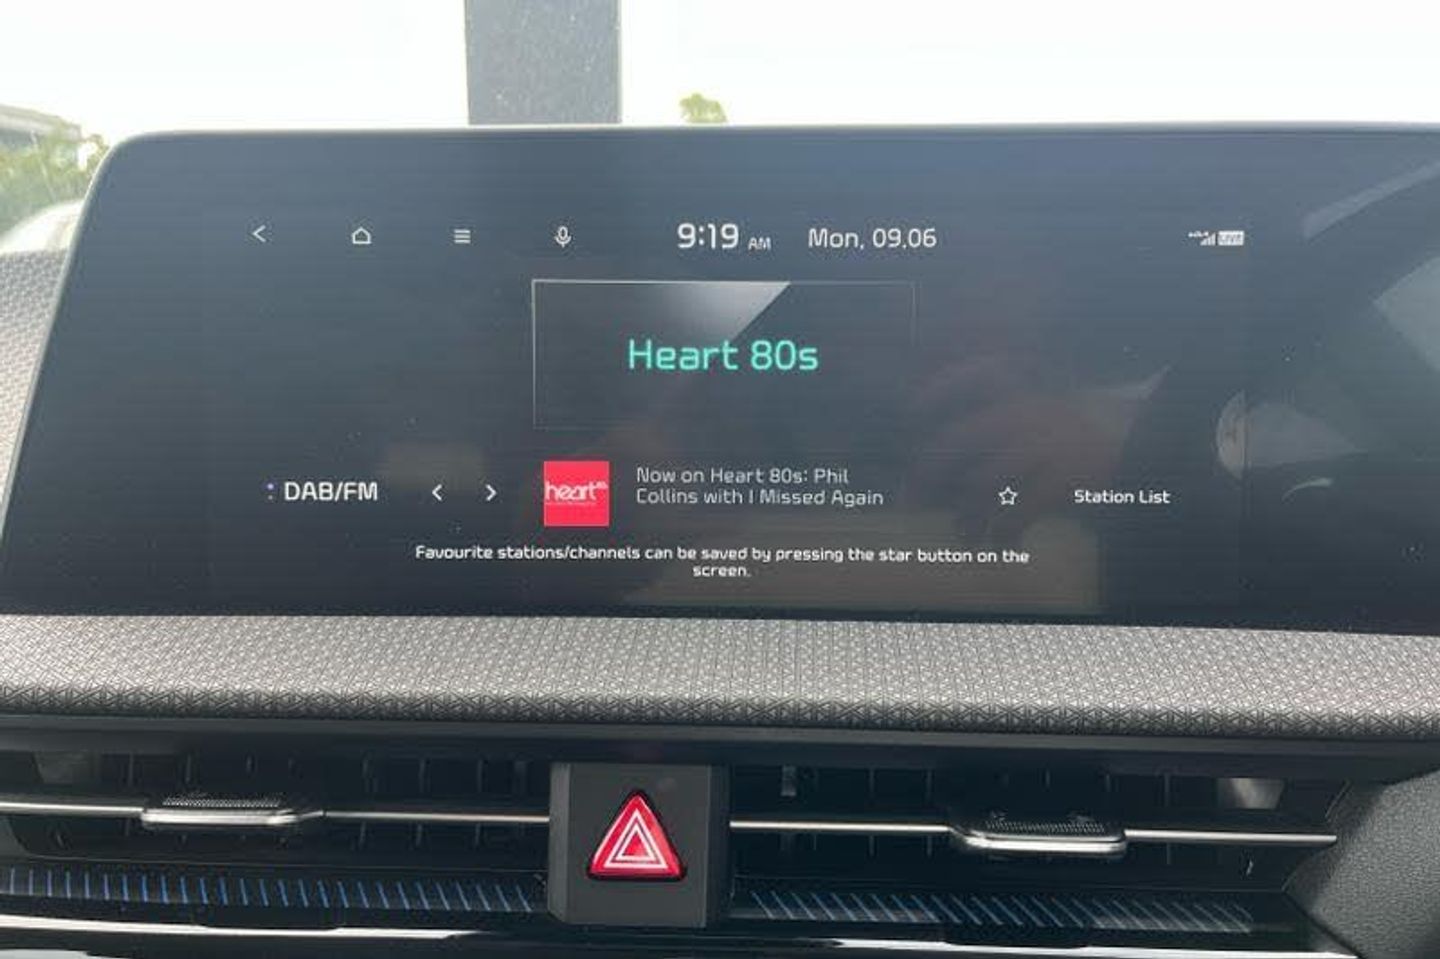 9:19 AM Mon, 09.06
Heart 80s
DAB/FM
heart
Now on Heart 80s: Phil
Collins with I Missed Again
Station List
Favourite stations/channels can be saved by pressing the star button on the
screen.